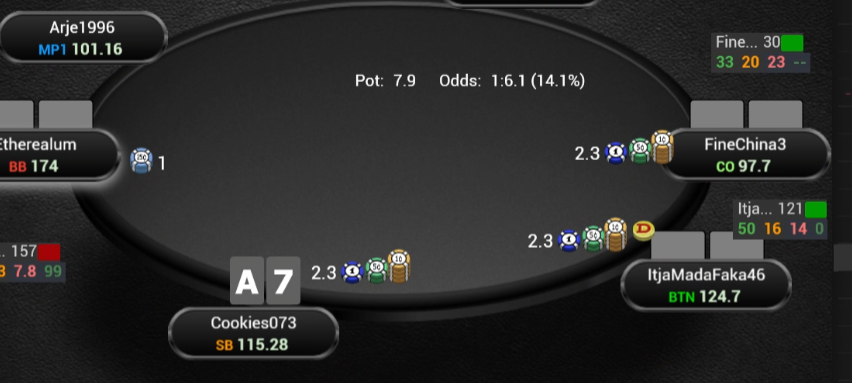 Arje1996
MP1 101.16
Fine... 30
33 20 23 --
Pot: 7.9 Odds: 1:6.1 (14.1%)
Etherealum
BB 174
1
2.3
FineChina3
CO 97.7
Itja... 121
50 16 14 0
2.3
D
.. 157
3 7.8 99
A 7
2.3
ItjaMadaFaka46
BTN 124.7
Cookies073
SB 115.28